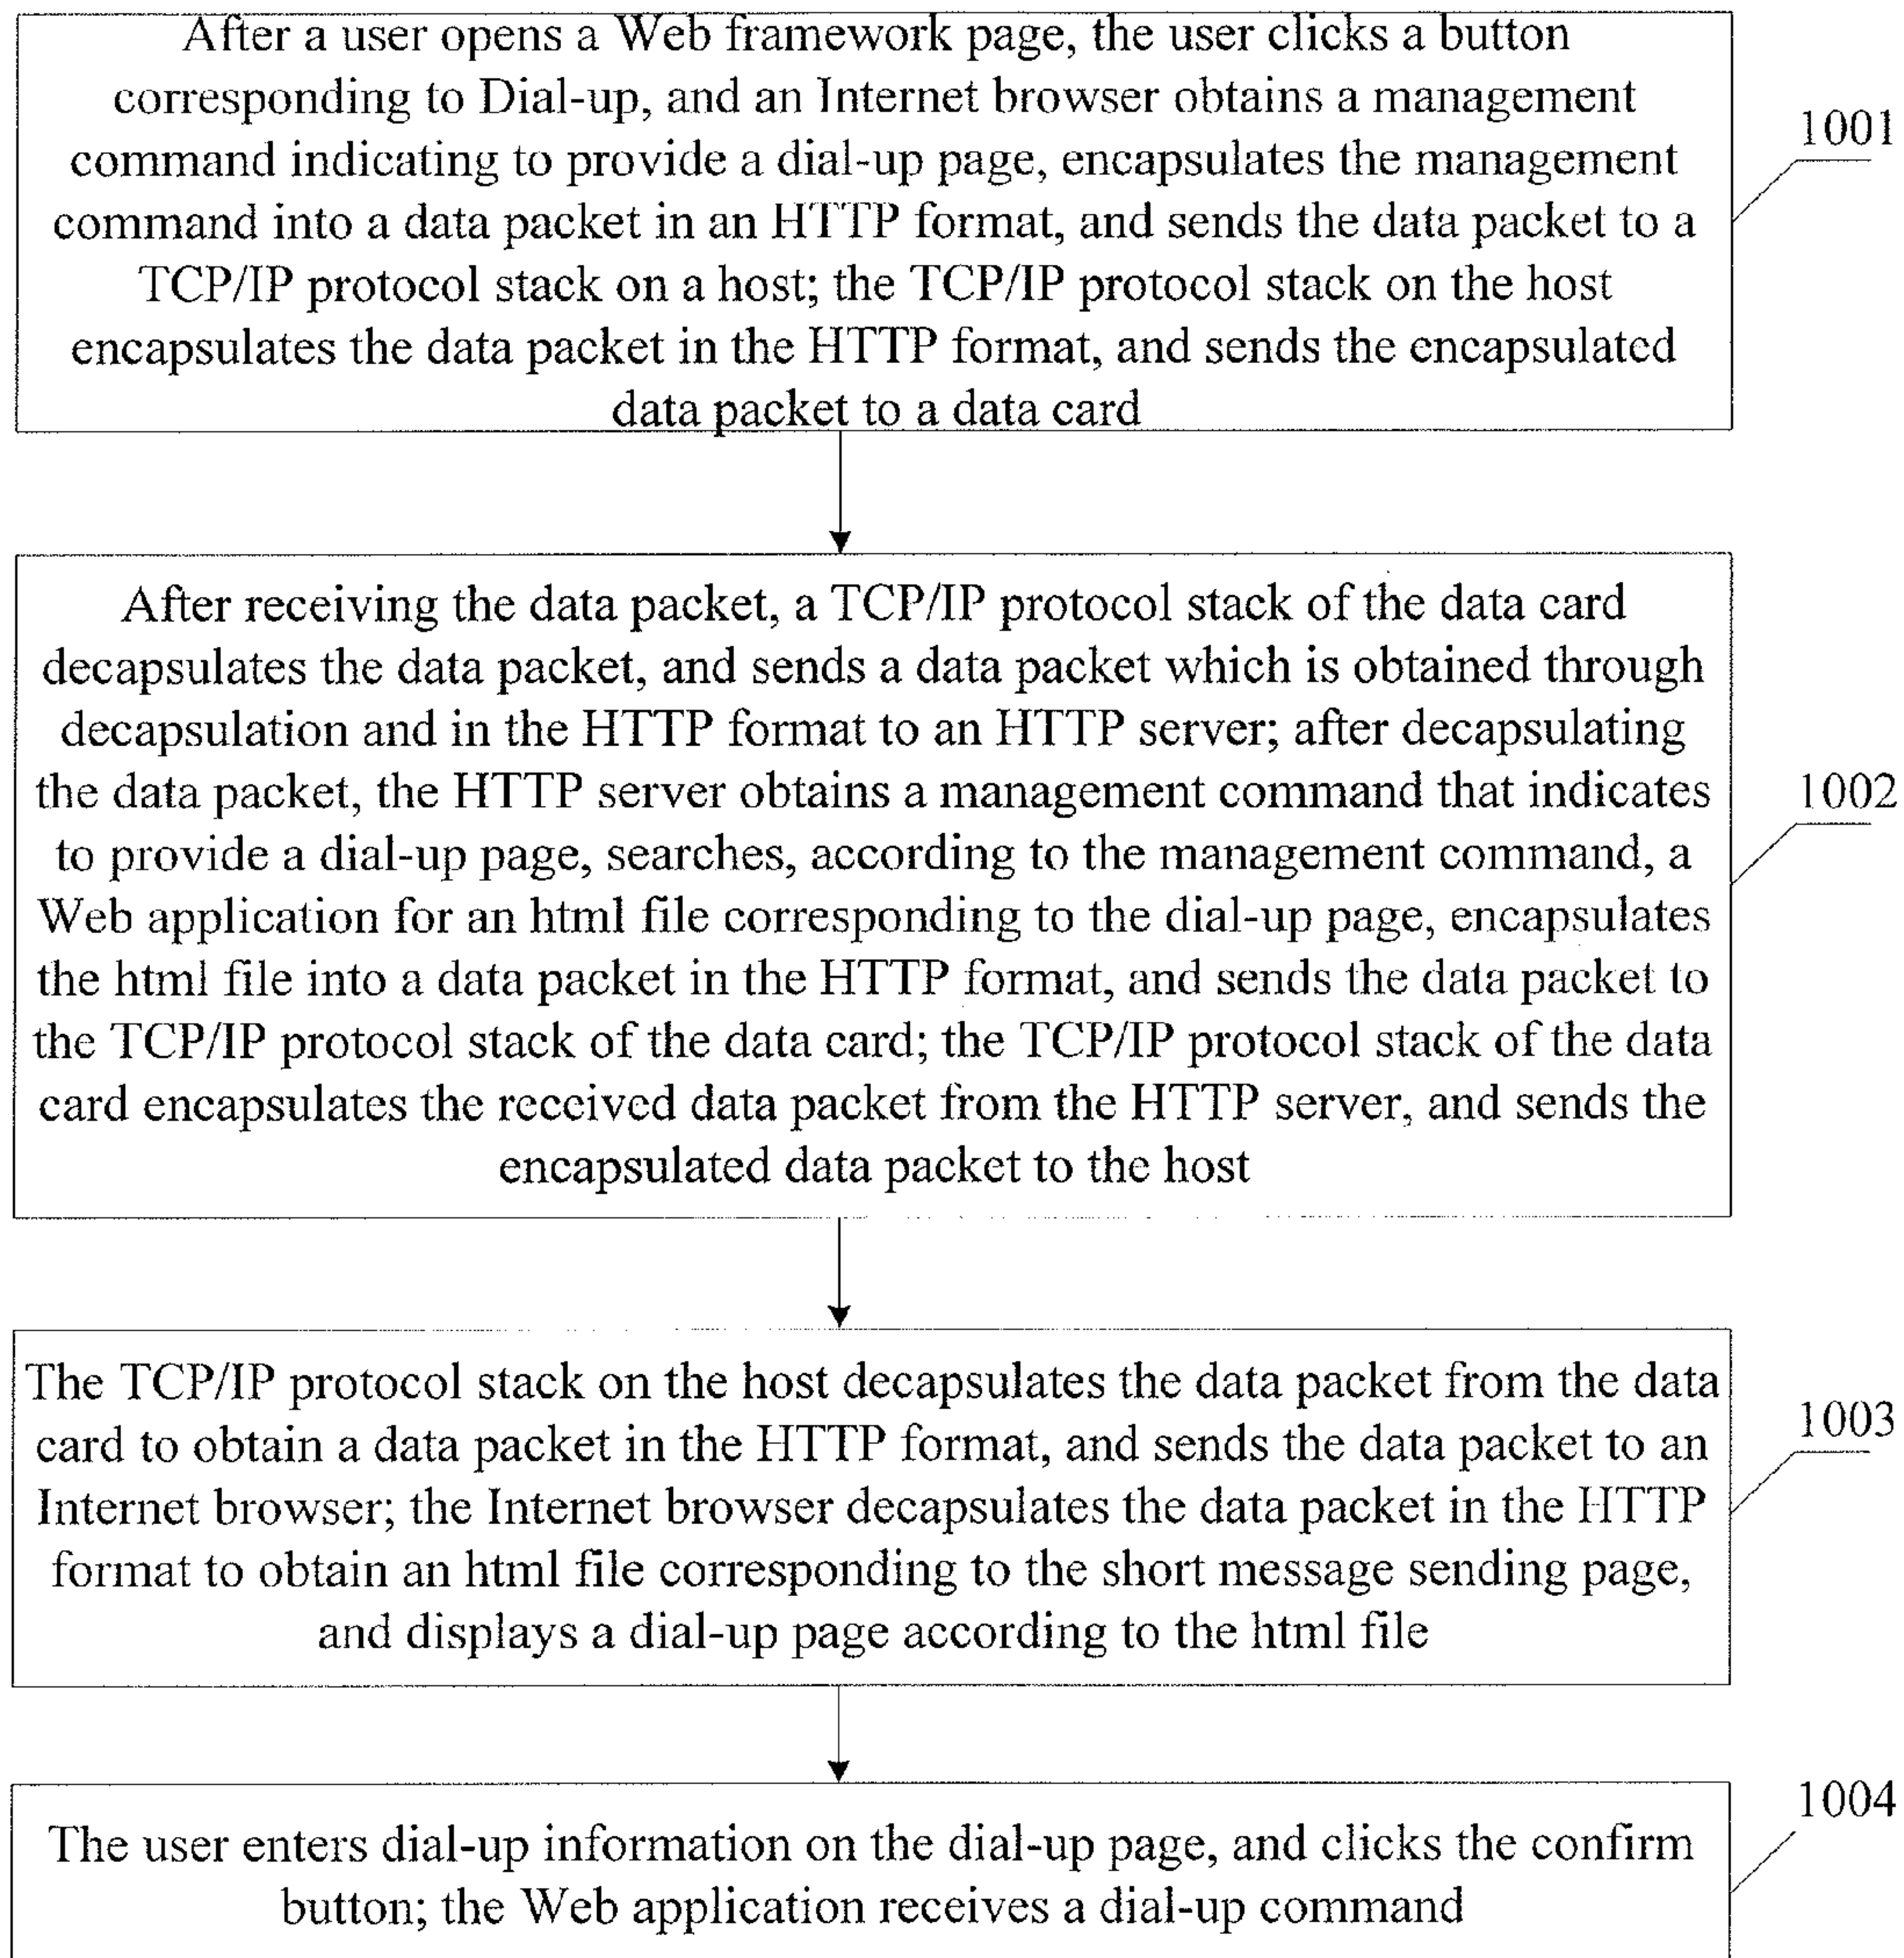 After a user opens a Web framework page, the user clicks a button
corresponding to Dial-up, and an Internet browser obtains a management
command indicating to provide a dial-up page, encapsulates the management
command into a data packet in an HTTP format, and sends the data packet to a
TCP/IP protocol stack on a host; the TCP/IP protocol stack on the host
encapsulates the data packet in the HTTP format, and sends the encapsulated
data packet to a data card
1001
After receiving the data packet, a TCP/IP protocol stack of the data card
decapsulates the data packet, and sends a data packet which is obtained through
decapsulation and in the HTTP format to an HTTP server; after decapsulating
the data packet, the HTTP server obtains a management command that indicates
to provide a dial-up page, searches, according to the management command, a
Web application for an html file corresponding to the dial-up page, encapsulates
the html file into a data packet in the HTTP format, and sends the data packet to
the TCP/IP protocol stack of the data card; the TCP/IP protocol stack of the data
card encapsulates the received data packet from the HTTP server, and sends the
encapsulated data packet to the host
1002
The TCP/IP protocol stack on the host decapsulates the data packet from the data
card to obtain a data packet in the HTTP format, and sends the data packet to an
Internet browser; the Internet browser decapsulates the data packet in the HTTP
format to obtain an html file corresponding to the short message sending page,
and displays a dial-up page according to the html file
1003
The user enters dial-up information on the dial-up page, and clicks the confirm
button; the Web application receives a dial-up command
1004